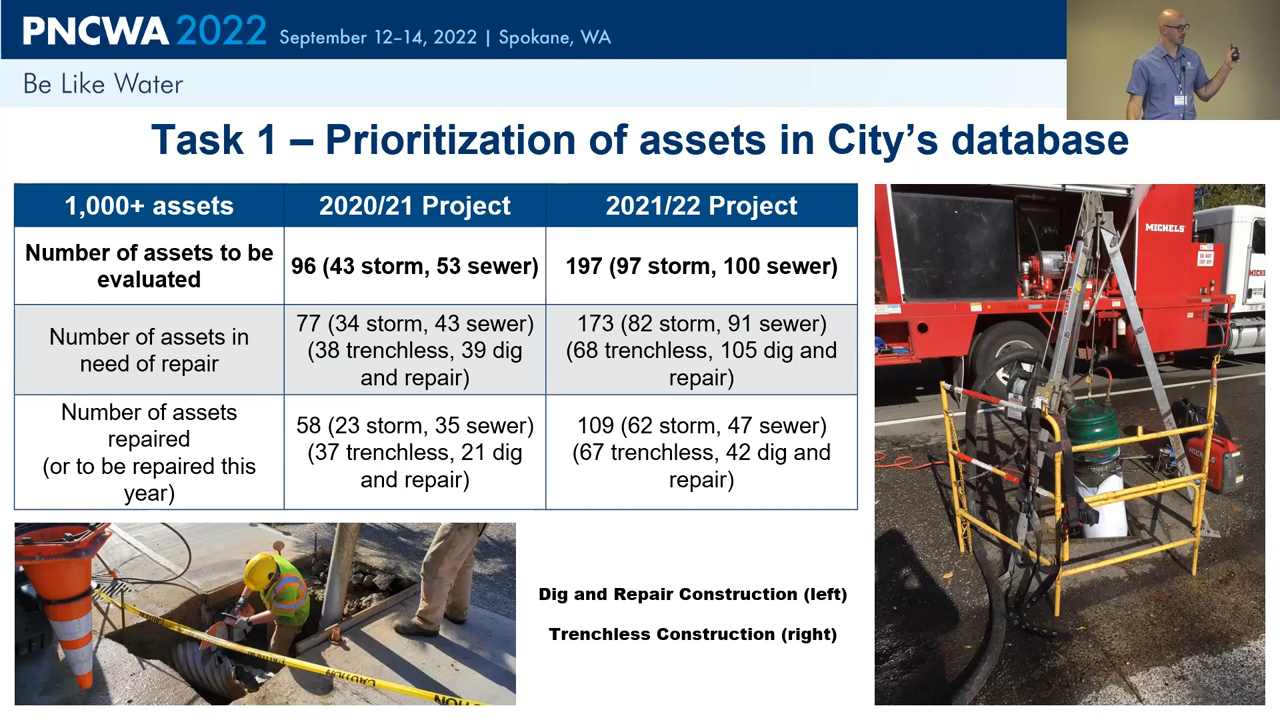 PNCWA 2022 September 12–14, 2022 | Spokane, WA
Be Like Water
Task 1 – Prioritization of assets in City's database
1,000+ assets
2020/21 Project
2021/22 Project
Number of assets to be
evaluated
96 (43 storm, 53 sewer)
197 (97 storm, 100 sewer)
Number of assets in
need of repair
77 (34 storm, 43 sewer)
(38 trenchless, 39 dig
and repair)
173 (82 storm, 91 sewer)
(68 trenchless, 105 dig and
repair)
Number of assets
repaired
(or to be repaired this
year)
58 (23 storm, 35 sewer)
(37 trenchless, 21 dig
and repair)
109 (62 storm, 47 sewer)
(67 trenchless, 42 dig and
repair)
Dig and Repair Construction (left)
Trenchless Construction (right)
MICHELS
MICHELS
CAUTION